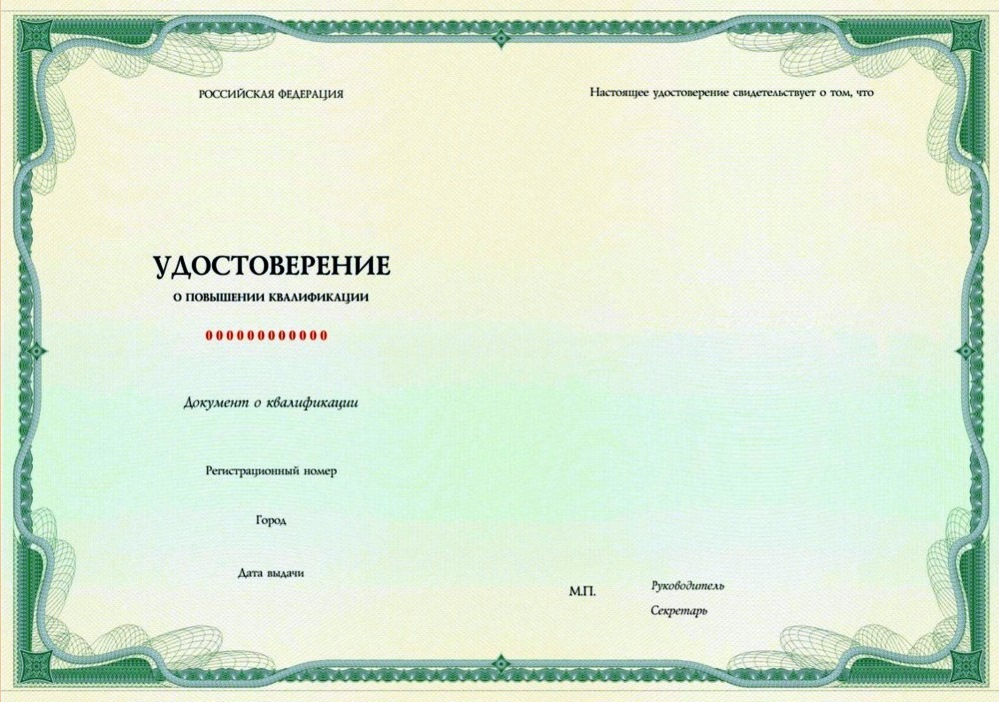 РОССИЙСКАЯ ФЕДЕРАЦИЯ
УДОСТОВЕРЕНИЕ
О ПОВЫШЕНИИ КВАЛИФИКАЦИИ
000000000000
Документ о квалификации
Регистрационный номер
Город
Дата выдачи
Настоящее удостоверение свидетельствует о том, что
М.П.
Руководитель
Секретарь